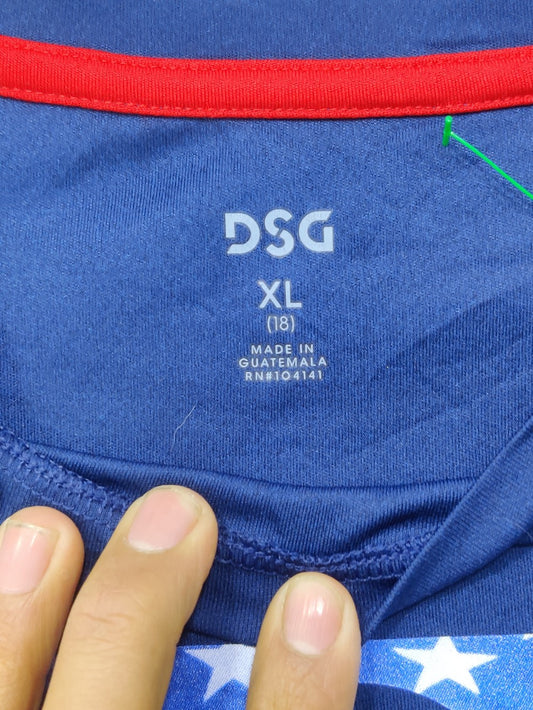 DSG
XL
(18)
MADE IN
GUATEMALA
RN#104141